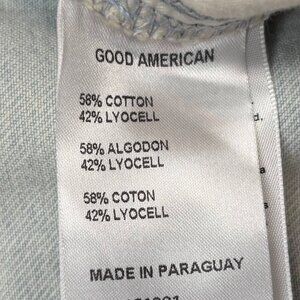 GOOD AMERICAN
58% COTTON
42% LYOCELL
58% ALGODON
42% LYOCELL
58% COTON
42% LYOCELL
MADE IN PARAGUAY